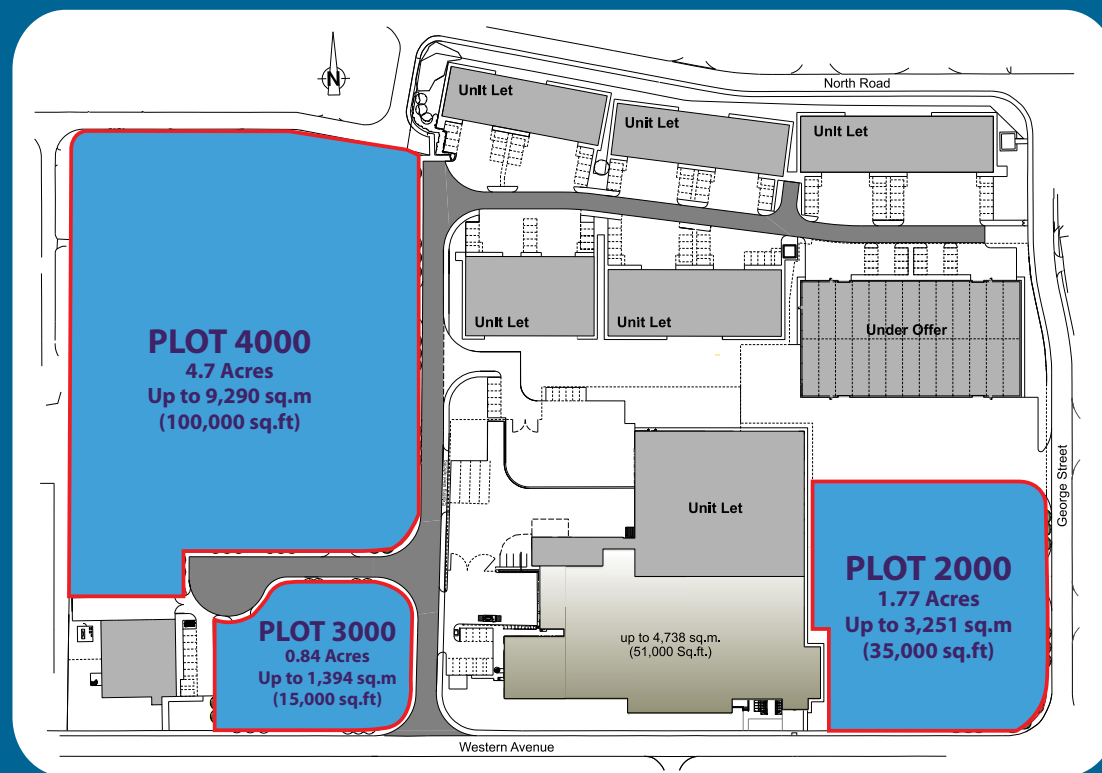 N
North Road
Unit Let
Unit Let
Unit Let
Unit Let
Unit Let
Under Offer
PLOT 4000
4.7 Acres
Up to 9,290 sq.m
(100,000 sq.ft)
George Street
Unit Let
PLOT 2000
1.77 Acres
Up to 3,251 sq.m
(35,000 sq.ft)
PLOT 3000
0.84 Acres
Up to 1,394 sq.m
(15,000 sq.ft)
up to 4,738 sq.m.
(51,000 Sq.ft.)
Western Avenue